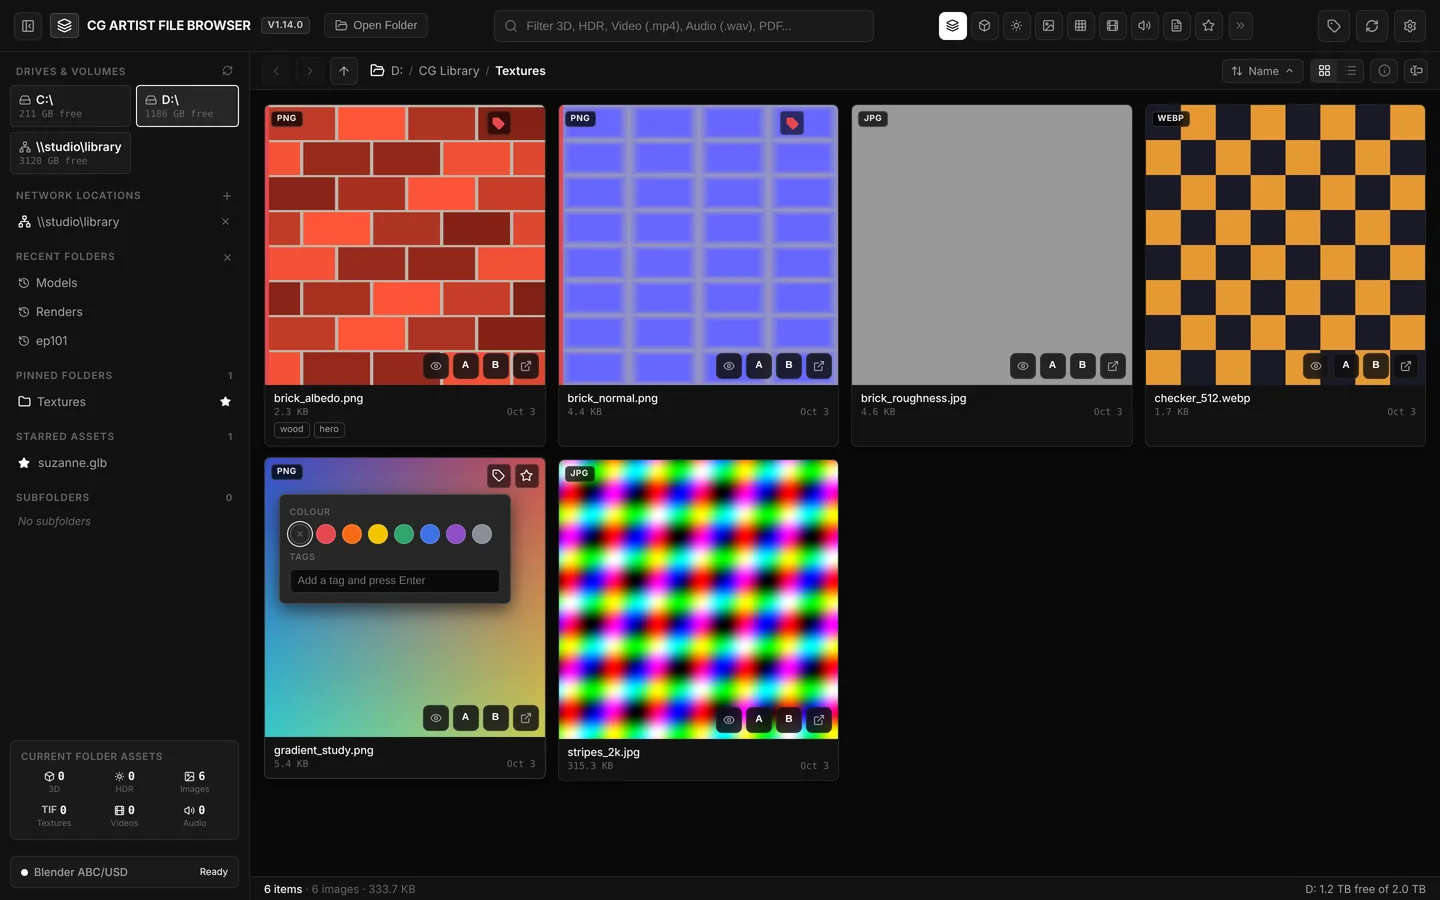 CG ARTIST FILE BROWSER V1.14.0 Open Folder Filter 3D, HDR, Video (.mp4), Audio (.wav), PDF...
DRIVES & VOLUMES
C:\ D:\
211 GB free 1186 GB free
\\studio\library
3120 GB free
NETWORK LOCATIONS
\\studio\library
RECENT FOLDERS
Models
Renders
ep101
PINNED FOLDERS 1
Textures
STARRED ASSETS 1
suzanne.glb
SUBFOLDERS 0
No subfolders
CURRENT FOLDER ASSETS
0 0 6
3D HDR Images
TIF 0 0 0
Textures Videos Audio
Blender ABC/USD Ready
D: / CG Library / Textures Name
PNG PNG JPG WEBP
A B A B A B A B
brick_albedo.png brick_normal.png brick_roughness.jpg checker_512.webp
2.3 KB Oct 3 4.4 KB Oct 3 4.6 KB Oct 3 1.7 KB Oct 3
wood hero
PNG JPG
COLOUR
TAGS
Add a tag and press Enter
A B A B
gradient_study.png stripes_2k.jpg
5.4 KB Oct 3 315.3 KB Oct 3
6 items · 6 images · 333.7 KB D: 1.2 TB free of 2.0 TB